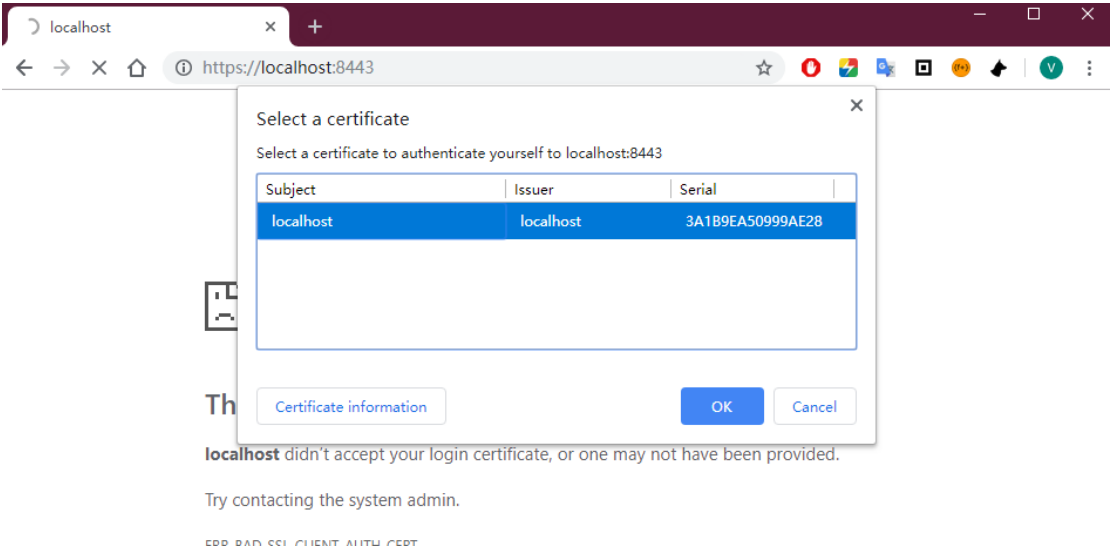 localhost
https://localhost:8443
V
Select a certificate
Select a certificate to authenticate yourself to localhost:8443
Subject Issuer Serial
localhost localhost 3A1B9EA50999AE28
Th
Certificate information OK Cancel
localhost didn't accept your login certificate, or one may not have been provided.
Try contacting the system admin.
ERR_BAD_SSL_CLIENT_AUTH_CERT